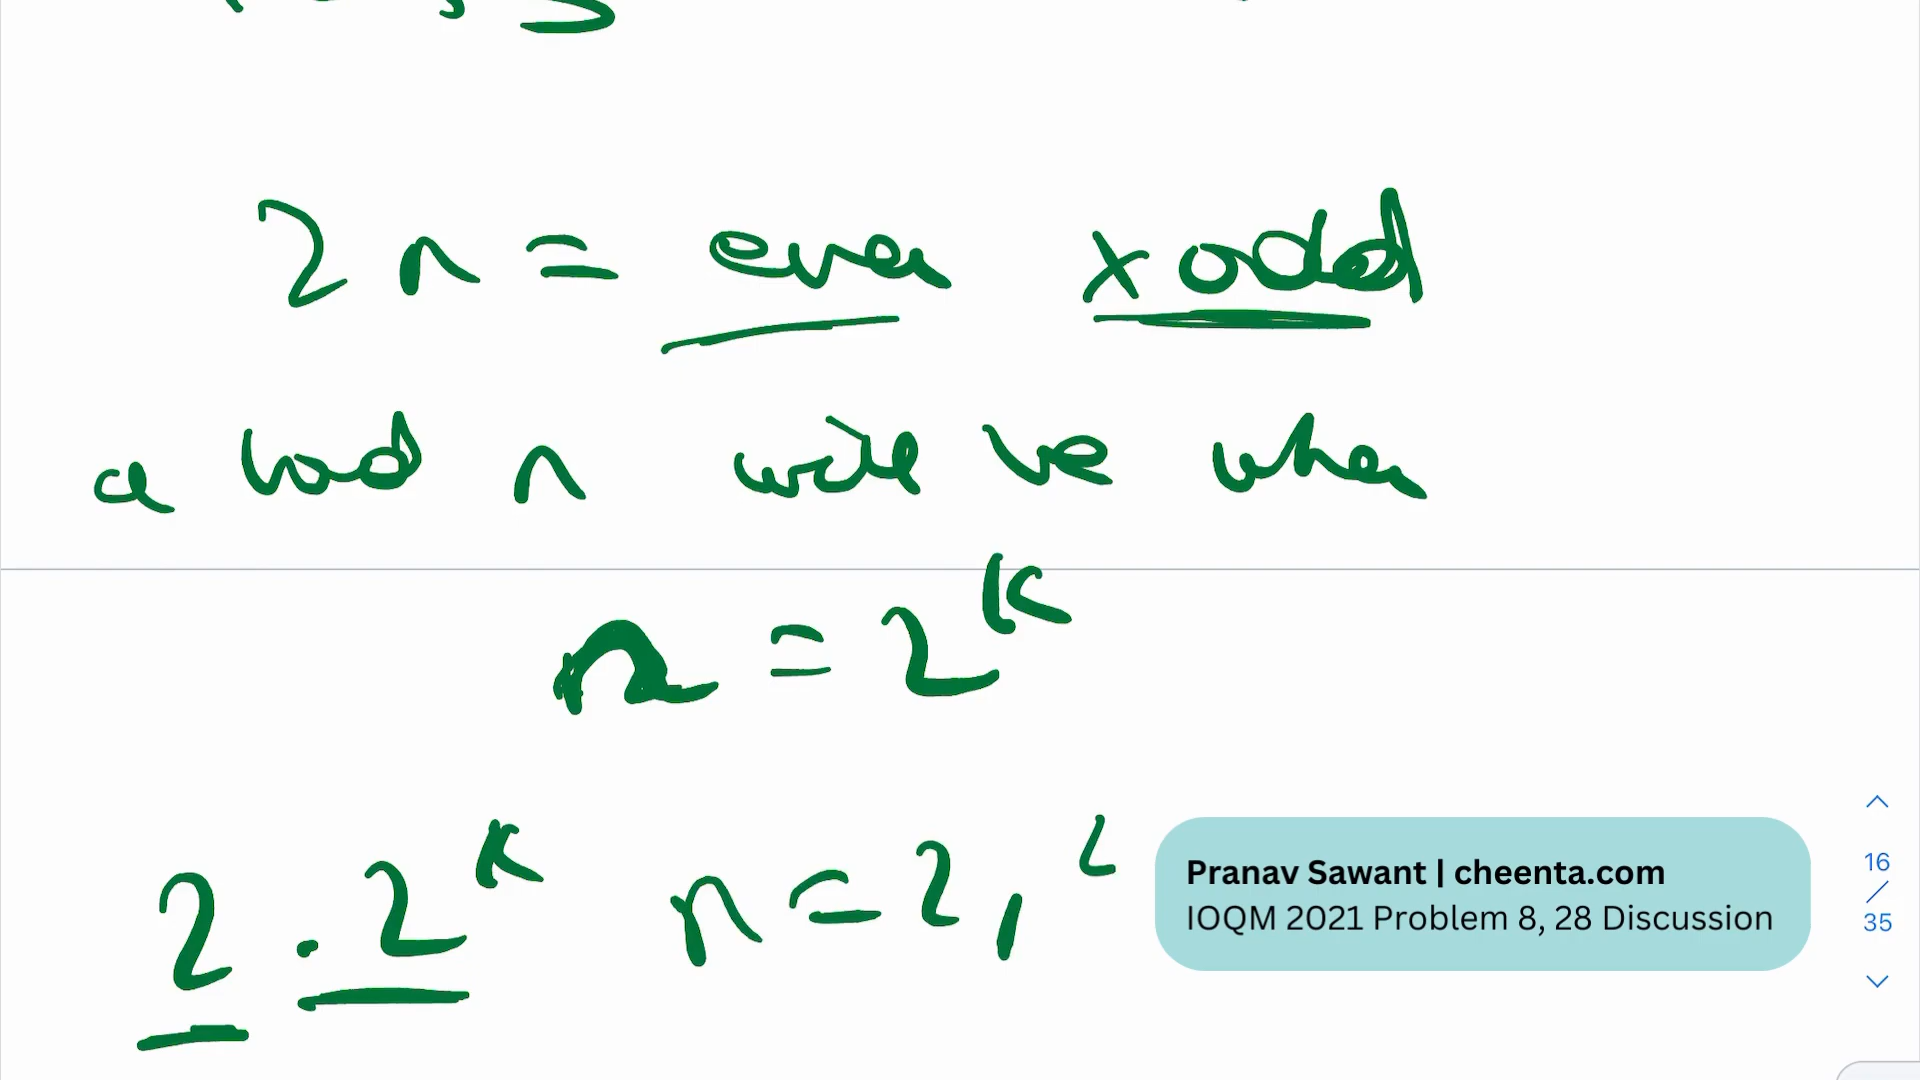 2n = even x odd
a bad n will be when
n = 2^k
2 . 2^k n = 2,
Pranav Sawant | cheenta.com
IOQM 2021 Problem 8, 28 Discussion
16
/
35